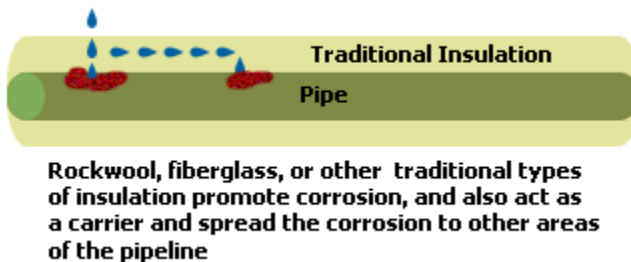 Traditional Insulation
Pipe
Rockwool, fiberglass, or other traditional types
of insulation promote corrosion, and also act as
a carrier and spread the corrosion to other areas
of the pipeline